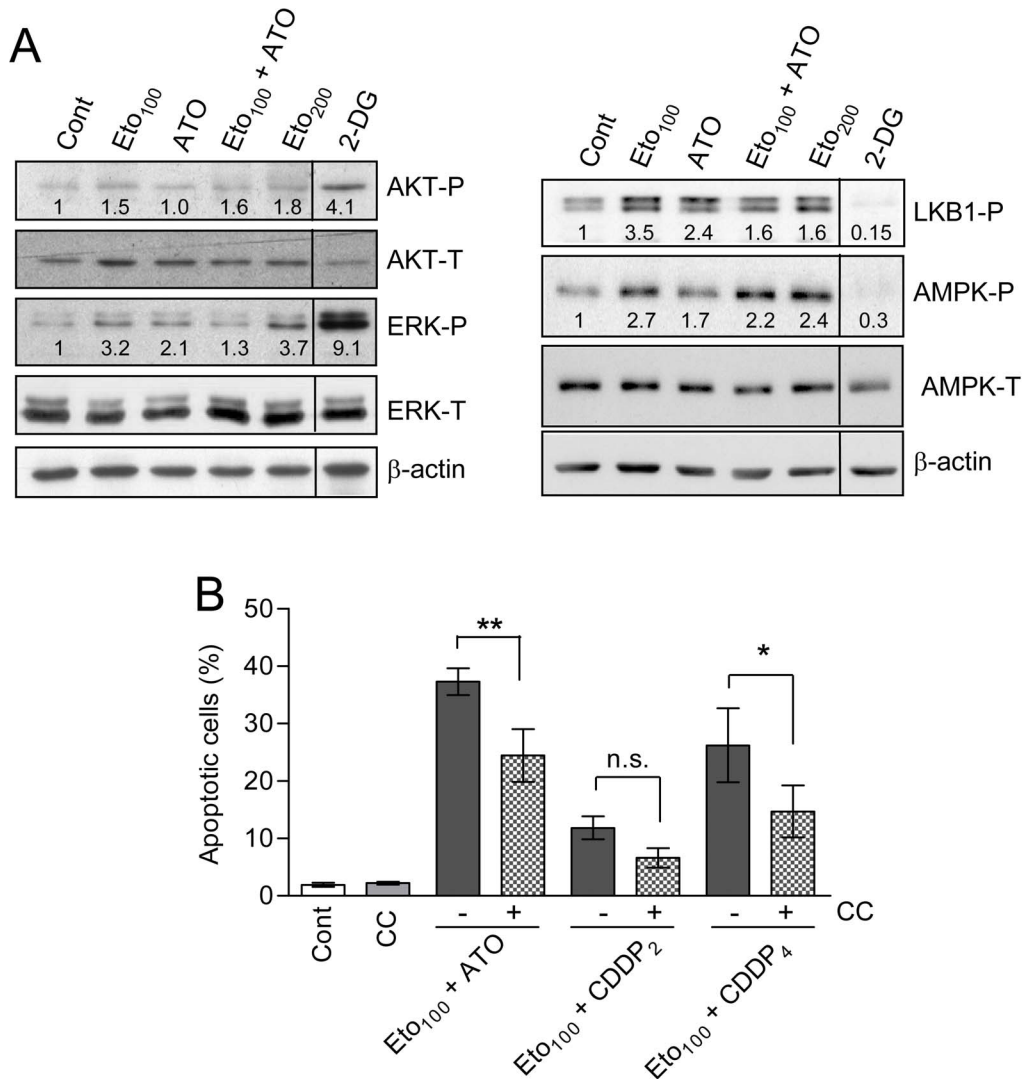 A
Cont Eto100 ATO Eto100 + ATO Eto200 2-DG
AKT-P
1 1.5 1.0 1.6 1.8 4.1
AKT-T
ERK-P
1 3.2 2.1 1.3 3.7 9.1
ERK-T
β-actin
Cont Eto100 ATO Eto100 + ATO Eto200 2-DG
LKB1-P
1 3.5 2.4 1.6 1.6 0.15
AMPK-P
1 2.7 1.7 2.2 2.4 0.3
AMPK-T
β-actin
B
Apoptotic cells (%)
50
40
30
20
10
0
**
n.s.
*
- + - + - + CC
Cont CC Eto100 + ATO Eto100 + CDDP2 Eto100 + CDDP4